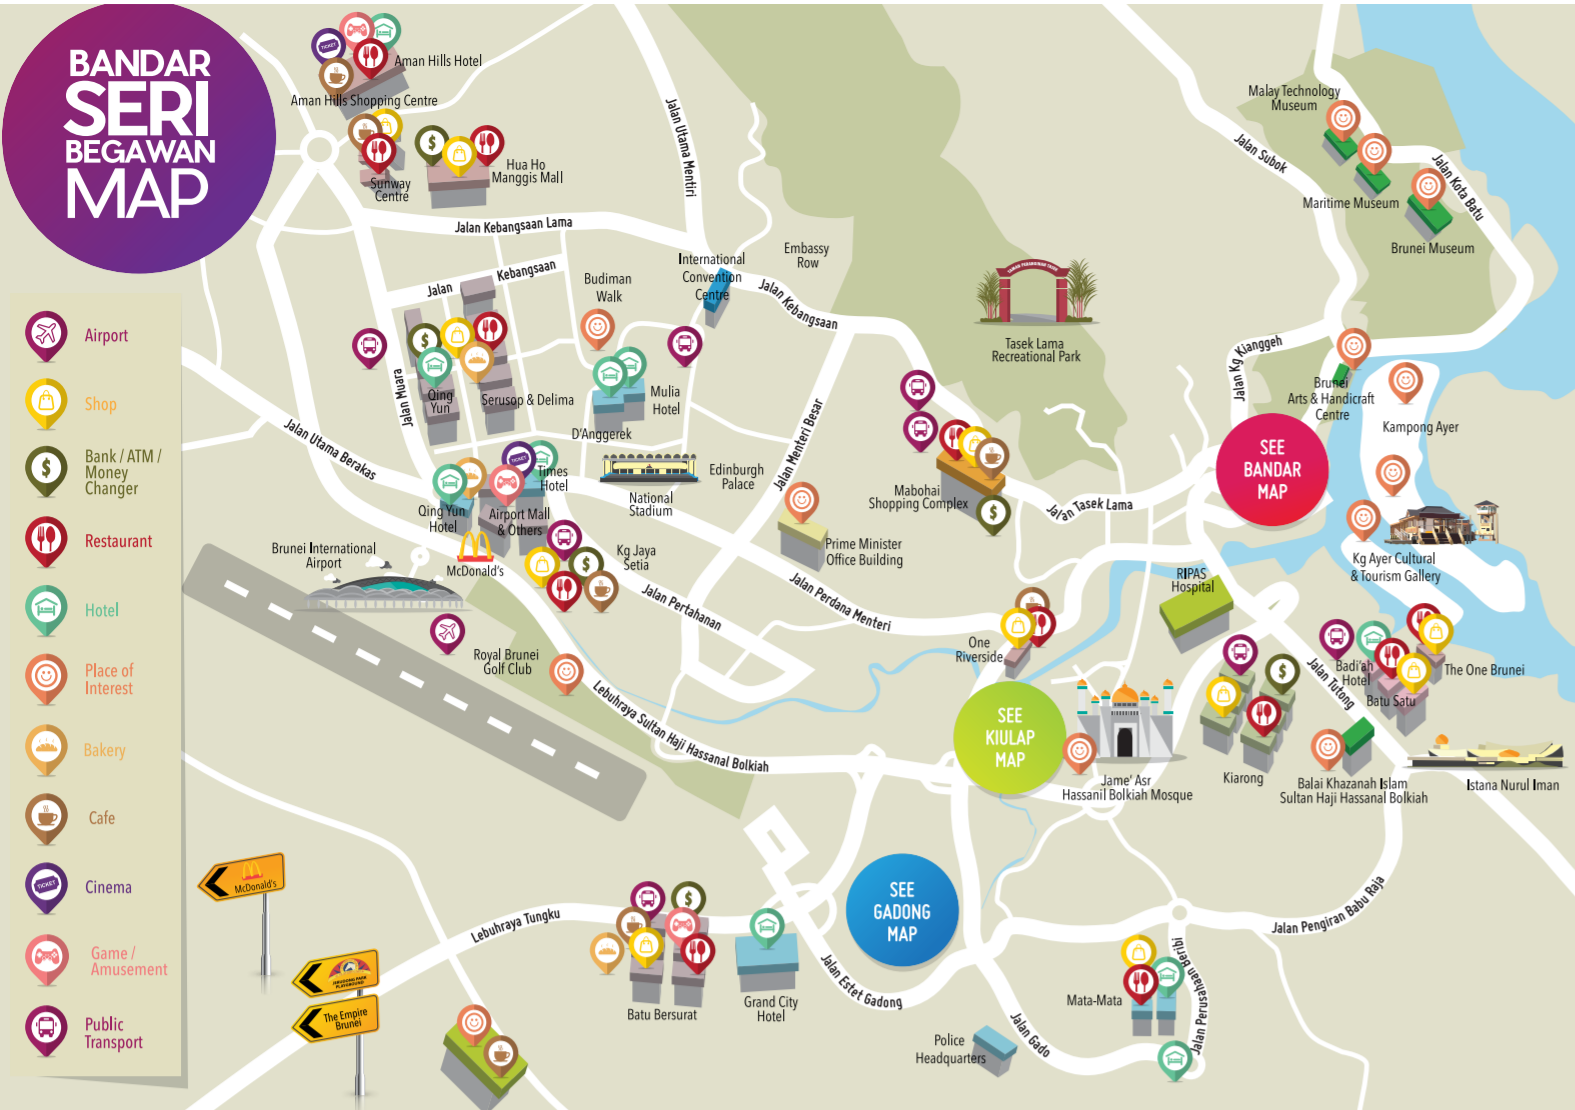 BANDAR
SERI
BEGAWAN
MAP
Airport
Shop
Bank / ATM /
Money
Changer
Restaurant
Hotel
Place of
Interest
Bakery
Cafe
TICKET
Cinema
Game /
Amusement
Public
Transport
TICKET
Aman Hills Hotel
Aman Hills Shopping Centre
Sunway
Centre
Hua Ho
Manggis Mall
Jalan Utama Mentiri
Jalan Kebangsaan Lama
Jalan Kebangsaan
Budiman
Walk
International
Convention
Centre
Embassy
Row
Jalan Kebangsaan
Tasek Lama
Recreational Park
Malay Technology
Museum
Jalan Subok
Jalan Kota Batu
Maritime Museum
Brunei Museum
Jalan Kg Kianggeh
Brunei
Arts & Handicraft
Centre
Kampong Ayer
Jalan Muara
Qing
Yun
Serusop & Delima
Mulia
Hotel
D'Anggerek
Jalan Utama Berakas
TICKET
Times
Hotel
National
Stadium
Edinburgh
Palace
Jalan Menteri Besar
Mabohai
Shopping Complex
Jalan Tasek Lama
SEE
BANDAR
MAP
Qing Yun
Hotel
Airport Mall
& Others
Brunei International
Airport
McDonald's
Kg Jaya
Setia
Prime Minister
Office Building
Kg Ayer Cultural
& Tourism Gallery
RIPAS
Hospital
Jalan Pertahanan
Jalan Perdana Menteri
One
Riverside
Royal Brunei
Golf Club
Lebuhraya Sultan Haji Hassanal Bolkiah
Jalan Tutong
Badi'ah
Hotel
Batu Satu
The One Brunei
SEE
KIULAP
MAP
Jame' Asr
Hassanil Bolkiah Mosque
Kiarong
Balai Khazanah Islam
Sultan Haji Hassanal Bolkiah
Istana Nurul Iman
McDonald's
JERUDONG PARK
PLAYGROUND
The Empire
Brunei
Lebuhraya Tungku
Batu Bersurat
Grand City
Hotel
SEE
GADONG
MAP
Jalan Estet Gadong
Jalan Gado
Police
Headquarters
Mata-Mata
Jalan Perusahaan Beribi
Jalan Pengiran Babu Raja